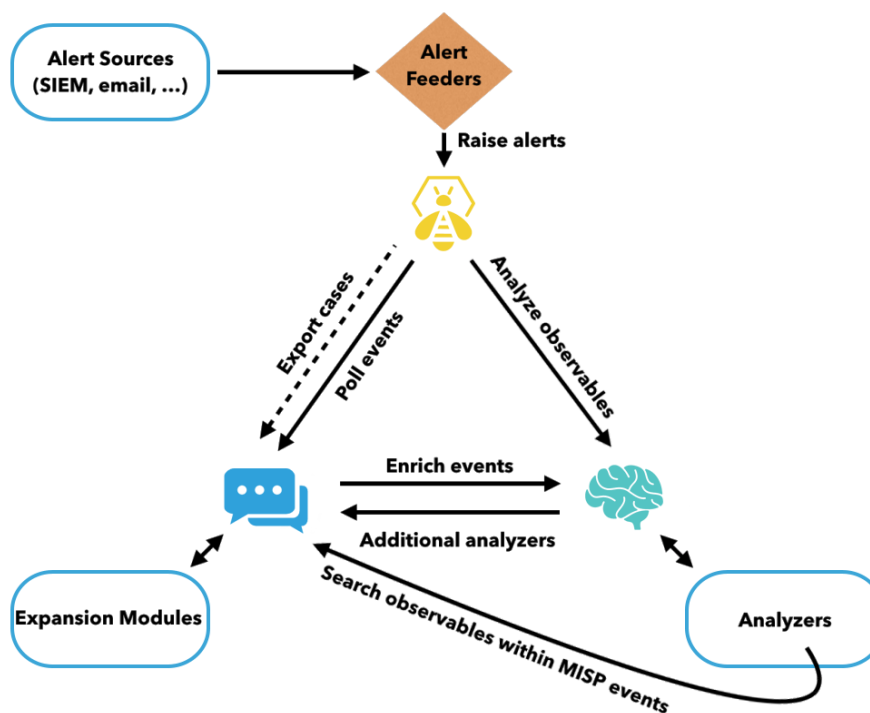 Alert Sources
(SIEM, email, ...)
Alert
Feeders
Raise alerts
Export cases
Poll events
Analyze observables
Enrich events
Additional analyzers
Search observables within MISP events
Expansion Modules
Analyzers